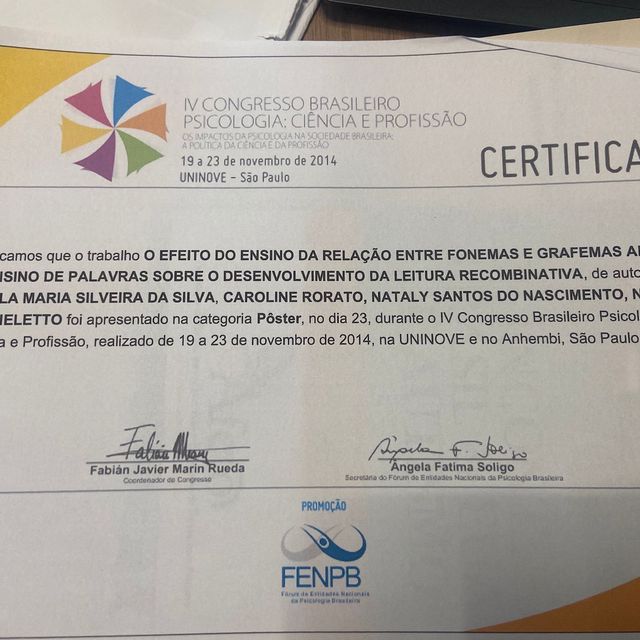 IV CONGRESSO BRASILEIRO
PSICOLOGIA: CIÊNCIA E PROFISSÃO
OS IMPACTOS DA PSICOLOGIA NA SOCIEDADE BRASILEIRA:
A POLÍTICA DA CIÊNCIA E DA PROFISSÃO
19 a 23 de novembro de 2014
UNINOVE – São Paulo
CERTIFICA
camos que o trabalho O EFEITO DO ENSINO DA RELAÇÃO ENTRE FONEMAS E GRAFEMAS
NSINO DE PALAVRAS SOBRE O DESENVOLVIMENTO DA LEITURA RECOMBINATIVA, de auto
LA MARIA SILVEIRA DA SILVA, CAROLINE RORATO, NATALY SANTOS DO NASCIMENTO, N
IELETTO foi apresentado na categoria Pôster, no dia 23, durante o IV Congresso Brasileiro Psicol
a e Profissão, realizado de 19 a 23 de novembro de 2014, na UNINOVE e no Anhembi, São Paulo
Fabián Javier Marin Rueda
Coordenador do Congresso
Ângela Fatima Soligo
Secretária do Fórum de Entidades Nacionais da Psicologia Brasileira
PROMOÇÃO
FENPB
Fórum de Entidades Nacionais
da Psicologia Brasileira